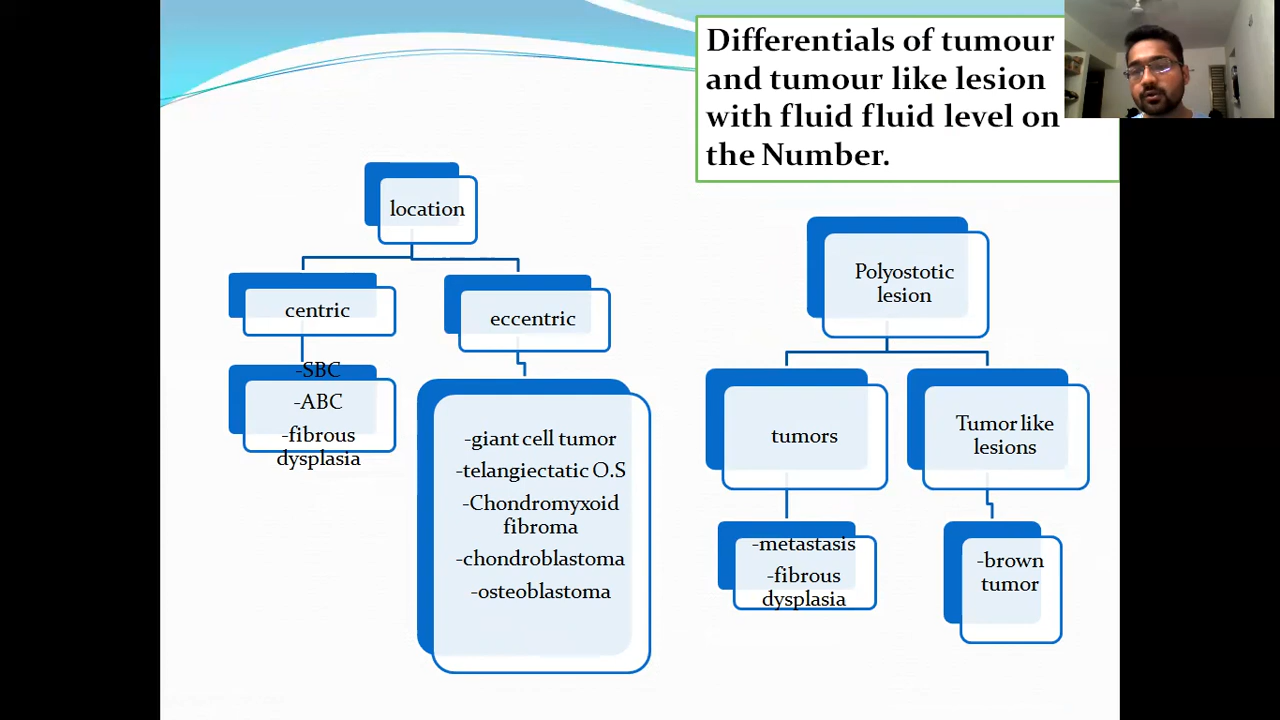 Differentials of tumour
and tumour like lesion
with fluid fluid level on
the Number.
location
centric
eccentric
-SBC
-ABC
-fibrous
dysplasia
-giant cell tumor
-telangiectatic O.S
-Chondromyxoid
fibroma
-chondroblastoma
-osteoblastoma
Polyostotic
lesion
tumors
Tumor like
lesions
-metastasis
-fibrous
dysplasia
-brown
tumor